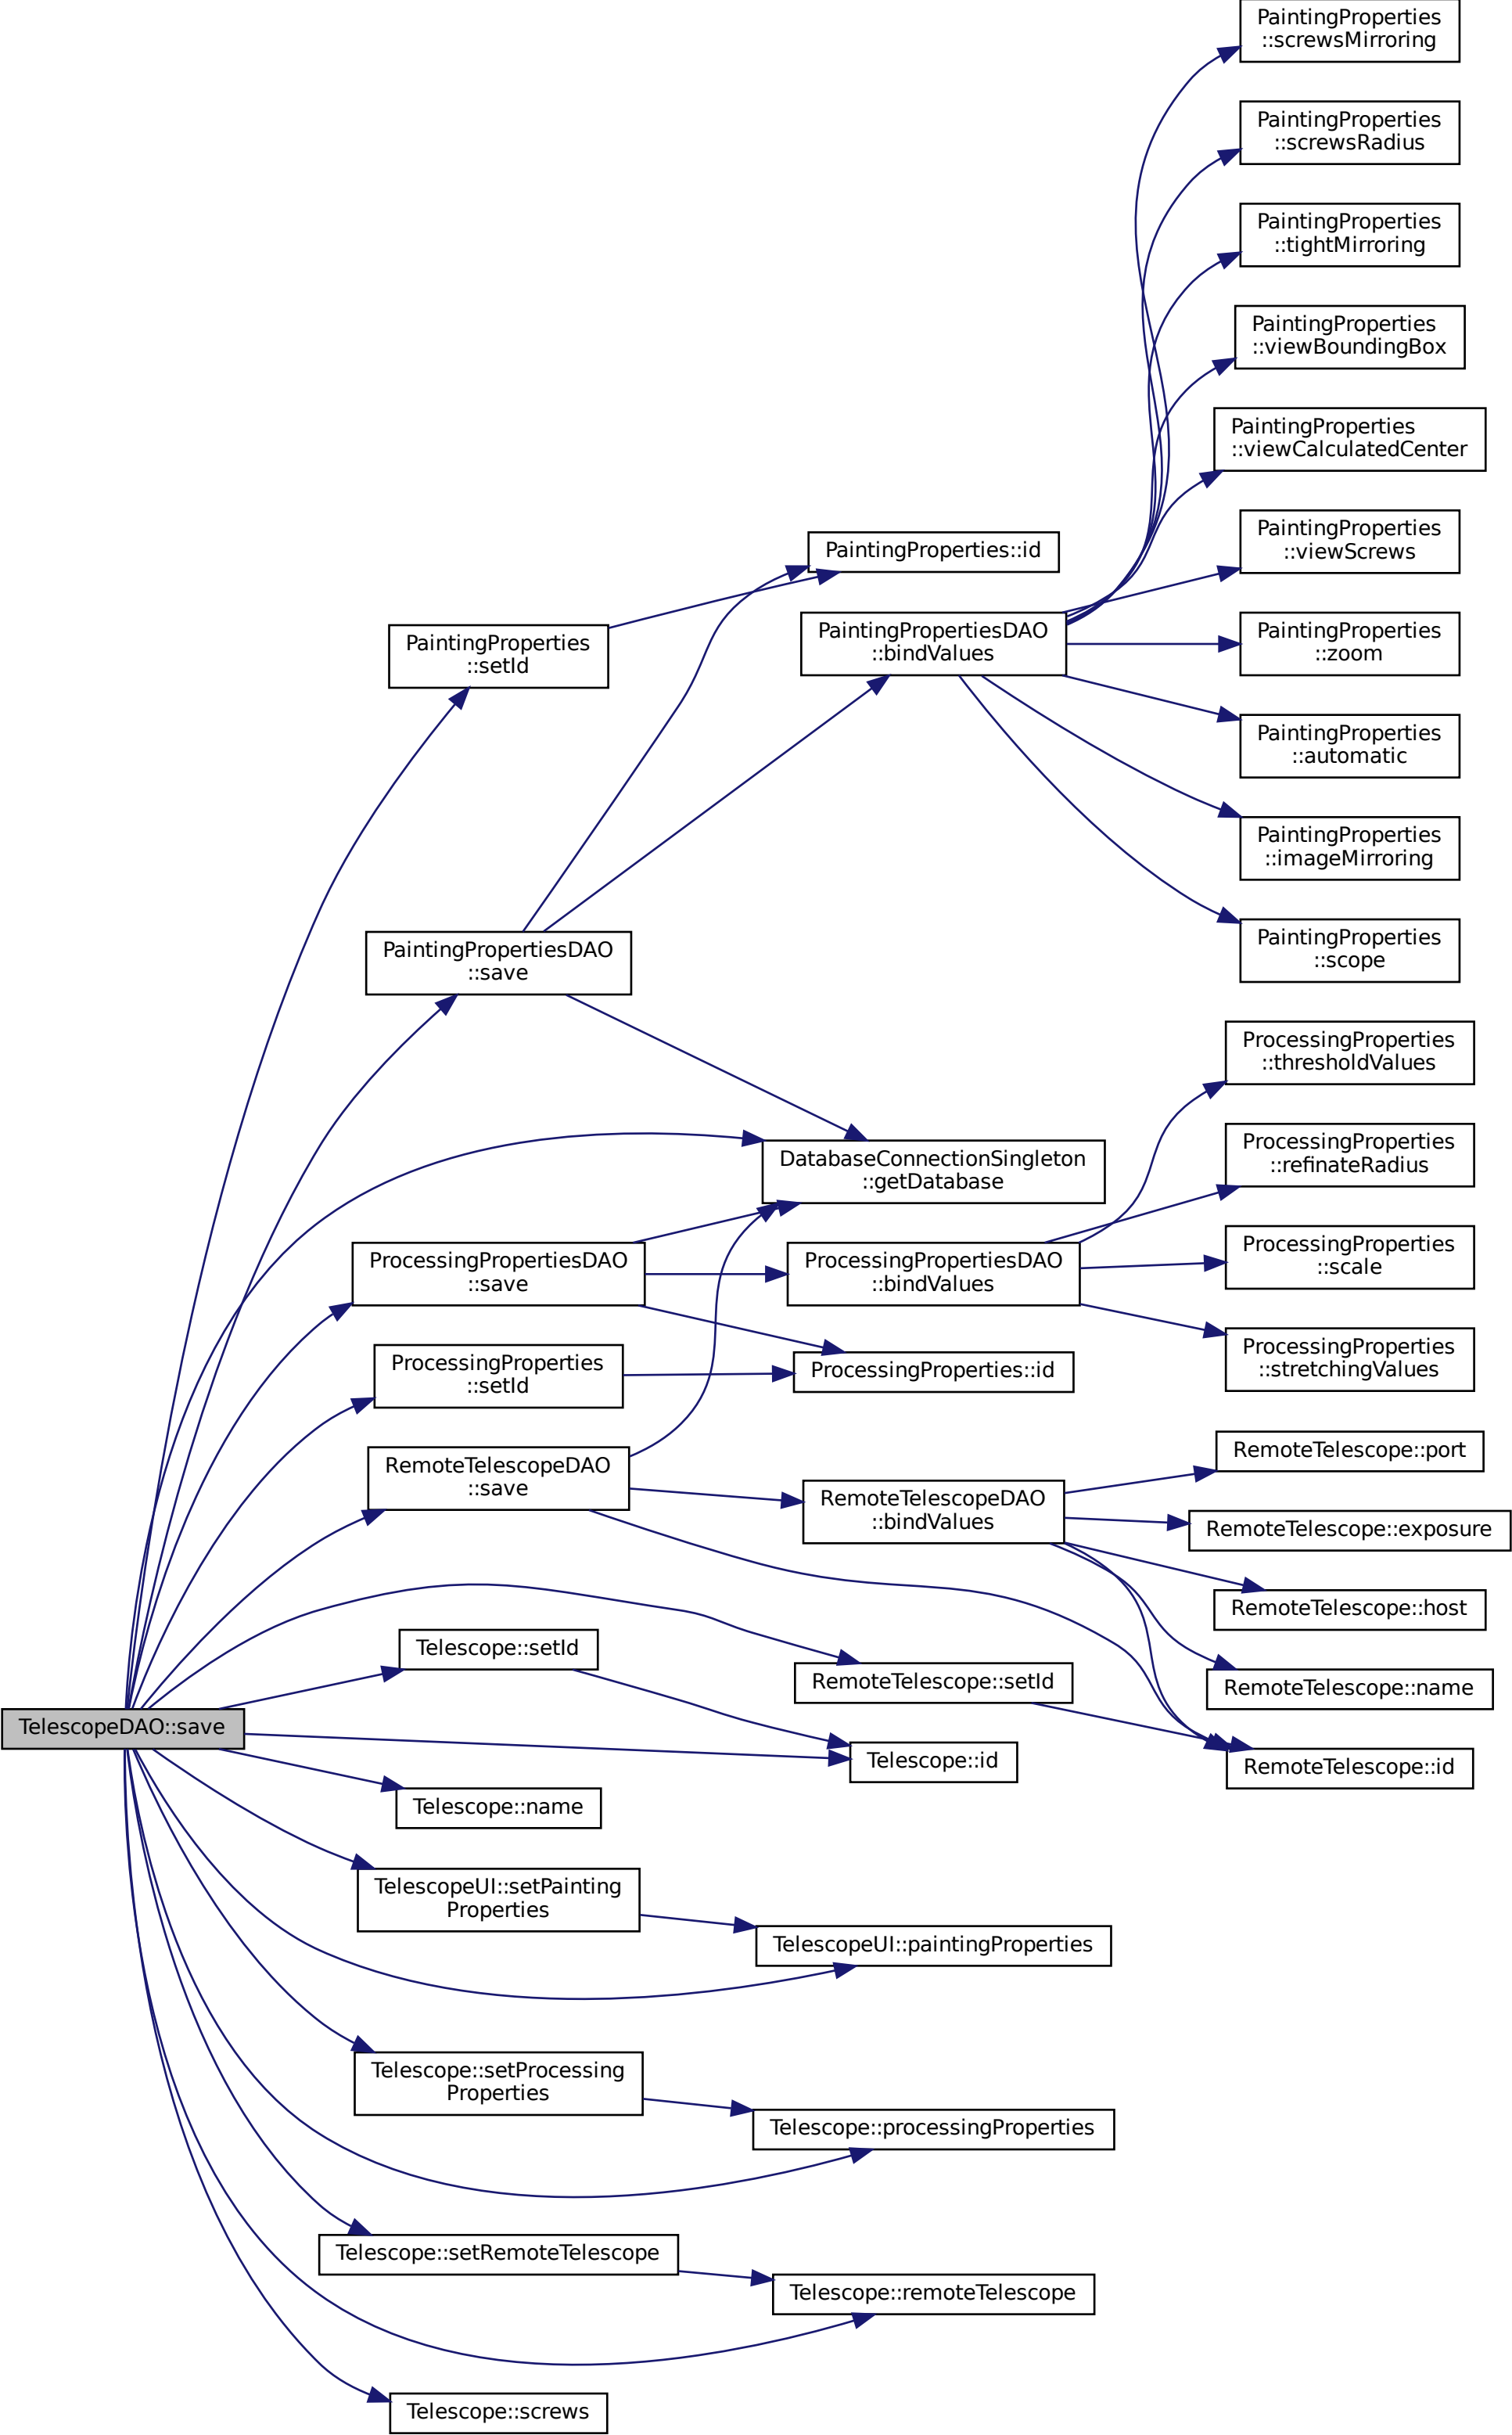 PaintingProperties
::screwsMirroring
PaintingProperties
::screwsRadius
PaintingProperties
::tightMirroring
PaintingProperties
::viewBoundingBox
PaintingProperties
::viewCalculatedCenter
PaintingProperties
::viewScrews
PaintingProperties::id
PaintingProperties
::setId
PaintingPropertiesDAO
::bindValues
PaintingProperties
::zoom
PaintingProperties
::automatic
PaintingProperties
::imageMirroring
PaintingPropertiesDAO
::save
PaintingProperties
::scope
ProcessingProperties
::thresholdValues
DatabaseConnectionSingleton
::getDatabase
ProcessingProperties
::refinateRadius
ProcessingPropertiesDAO
::save
ProcessingPropertiesDAO
::bindValues
ProcessingProperties
::scale
ProcessingProperties
::setId
ProcessingProperties::id
ProcessingProperties
::stretchingValues
RemoteTelescopeDAO
::save
RemoteTelescopeDAO
::bindValues
RemoteTelescope::port
RemoteTelescope::exposure
RemoteTelescope::host
Telescope::setId
RemoteTelescope::setId
RemoteTelescope::name
TelescopeDAO::save
Telescope::id
RemoteTelescope::id
Telescope::name
TelescopeUI::setPainting
Properties
TelescopeUI::paintingProperties
Telescope::setProcessing
Properties
Telescope::processingProperties
Telescope::setRemoteTelescope
Telescope::remoteTelescope
Telescope::screws